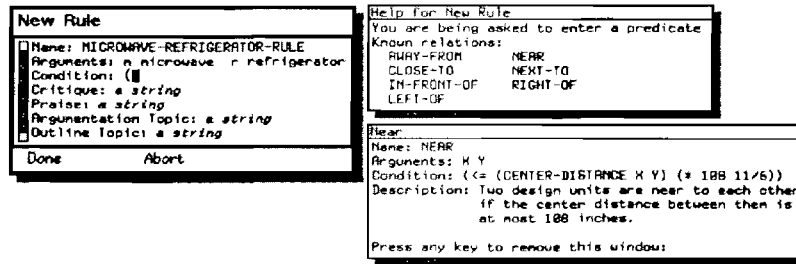 New Rule
Name: MICROWAVE-REFRIGERATOR-RULE
Arguments: m microwave r refrigerator
Condition: (
Critique: a string
Praise: a string
Argumentation Topic: a string
Outline Topic: a string
Done Abort
Help for New Rule
You are being asked to enter a predicate
Known relations:
AWAY-FROM NEAR
CLOSE-TO NEXT-TO
IN-FRONT-OF RIGHT-OF
LEFT-OF
Near
Name: NEAR
Arguments: X Y
Condition: (<= (CENTER-DISTANCE X Y) (* 108 11/6))
Description: Two design units are near to each other
if the center distance between them is
at most 108 inches.
Press any key to remove this window: